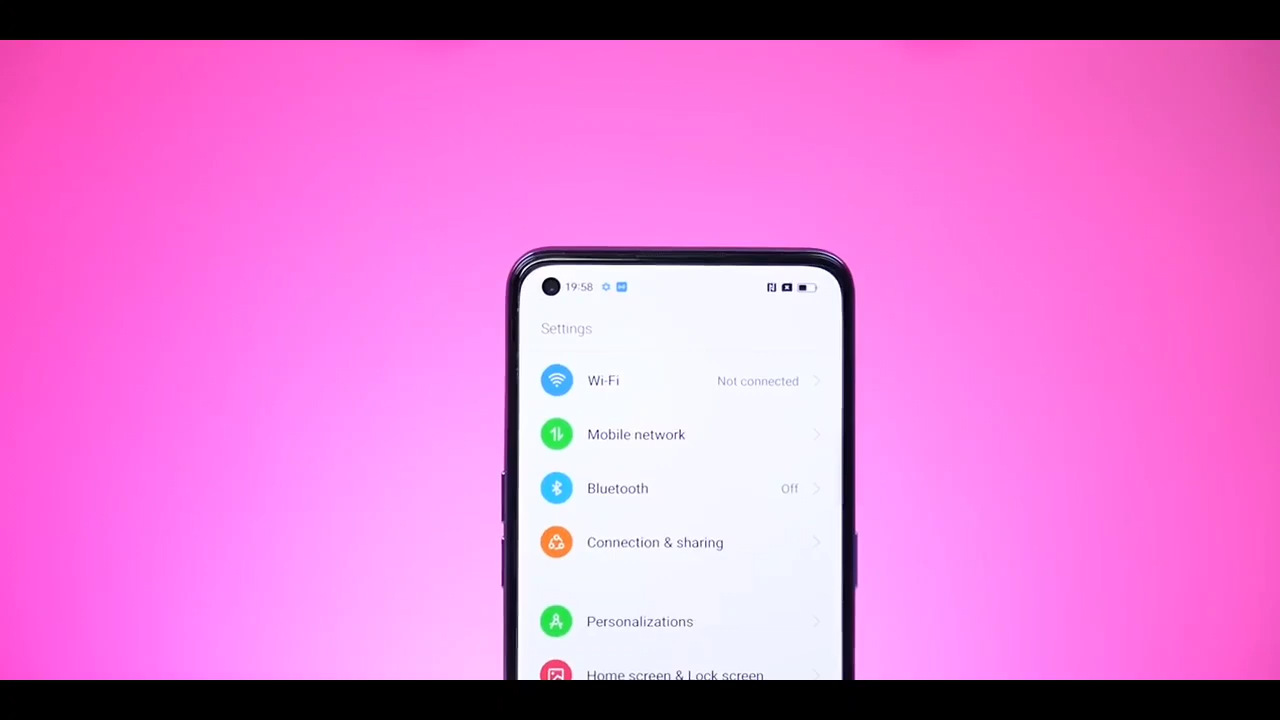 19:58
Settings
Wi-Fi Not connected
Mobile network
Bluetooth Off
Connection & sharing
Personalizations
Home screen & Lock screen